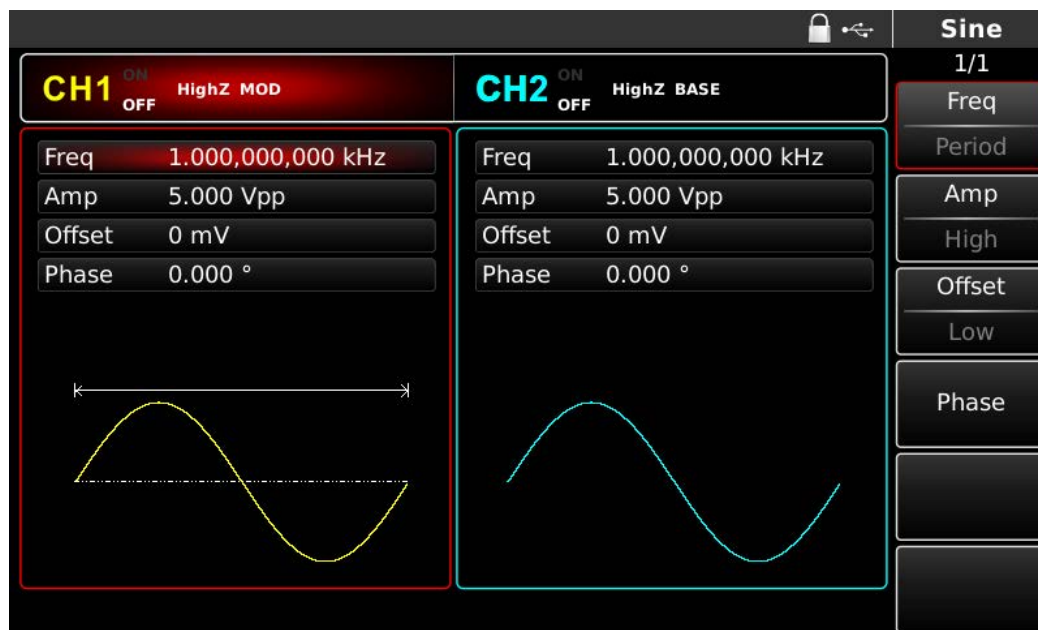 Sine
1/1
CH1 ON OFF HighZ MOD
CH2 ON OFF HighZ BASE
Freq 1.000,000,000 kHz
Amp 5.000 Vpp
Offset 0 mV
Phase 0.000 °
Freq 1.000,000,000 kHz
Amp 5.000 Vpp
Offset 0 mV
Phase 0.000 °
Freq
Period
Amp
High
Offset
Low
Phase